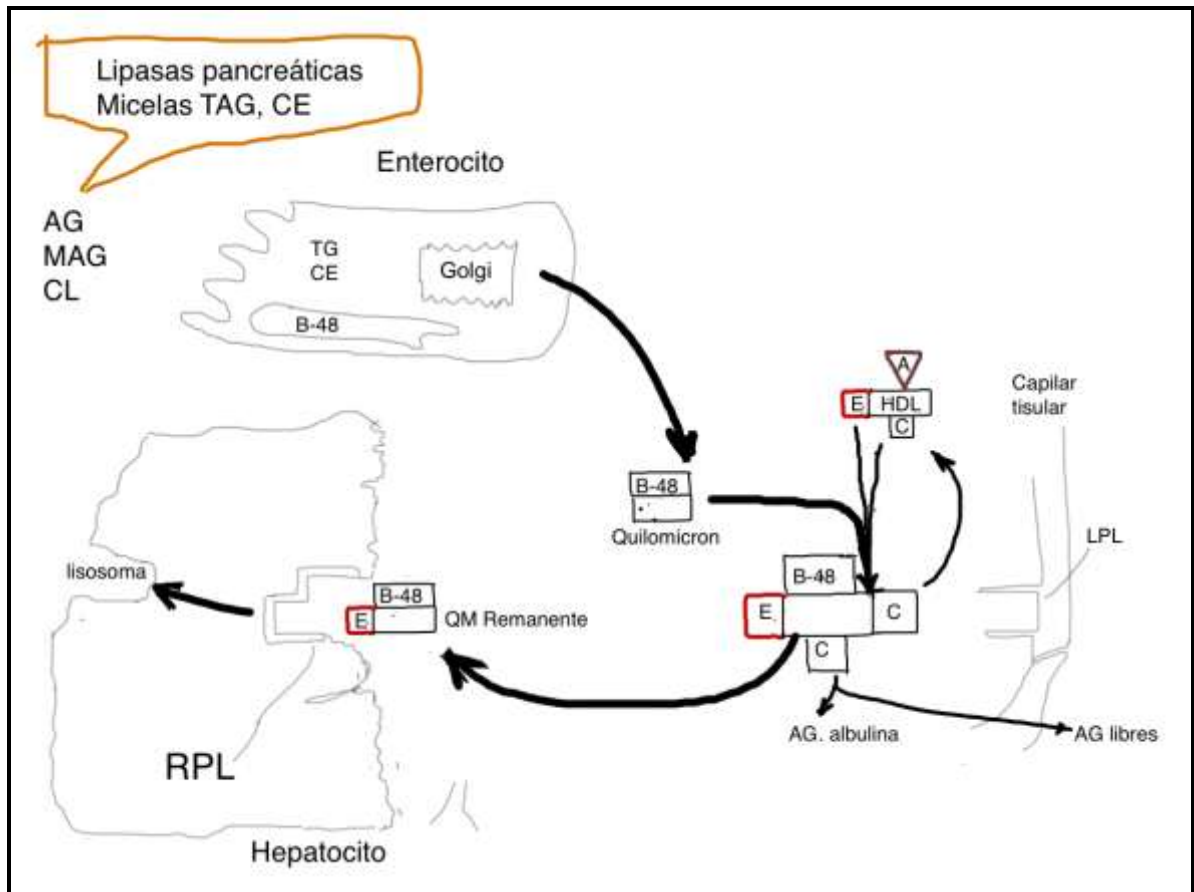 Lipasas pancreáticas
Micelas TAG, CE
Enterocito
AG
MAG
CL
TG
CE
Golgi
B-48
A
E HDL
C
Capilar
tisular
B-48
Quilomicron
LPL
lisosoma
B-48
E
QM Remanente
B-48
E
C
C
AG. albulina
AG libres
RPL
Hepatocito